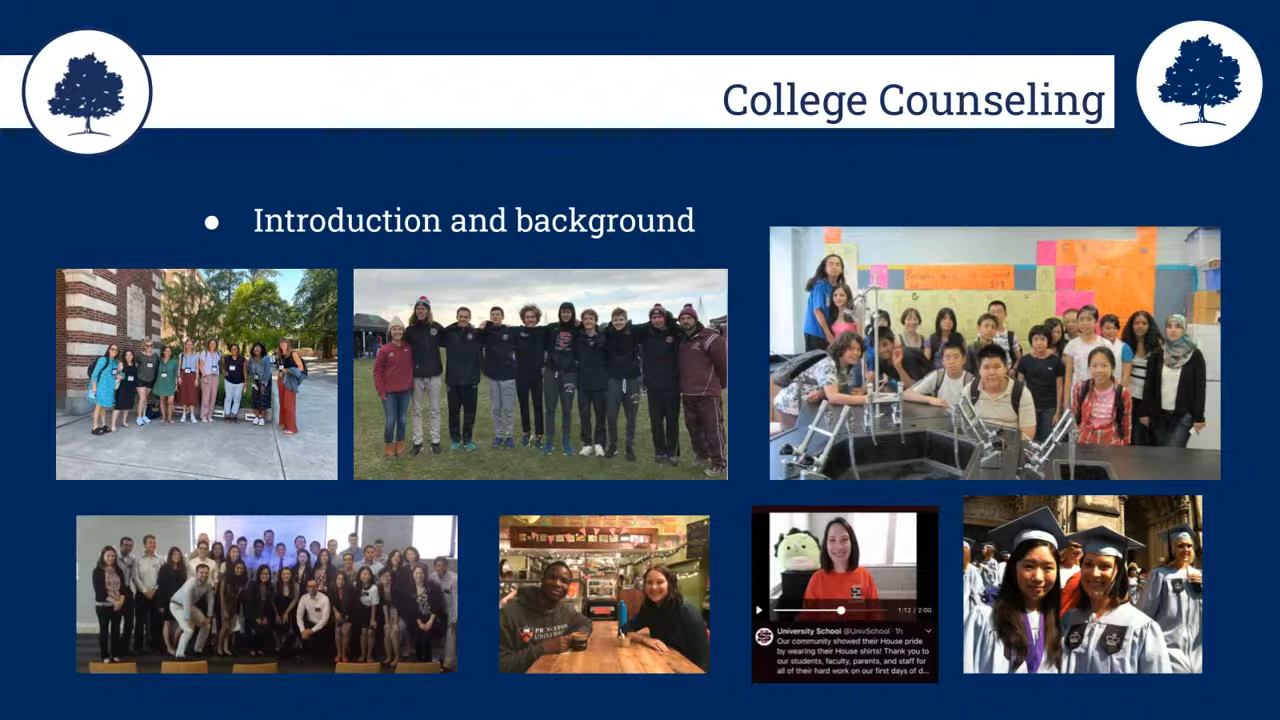 College Counseling
● Introduction and background
PRINCETON
UNIVERSITY
1:12 / 2:00
University School @UnivSchool · 1h
Our community showed their House pride
by wearing their House shirts! Thank you to
our students, faculty, parents, and staff for
all of their hard work on our first days of d...